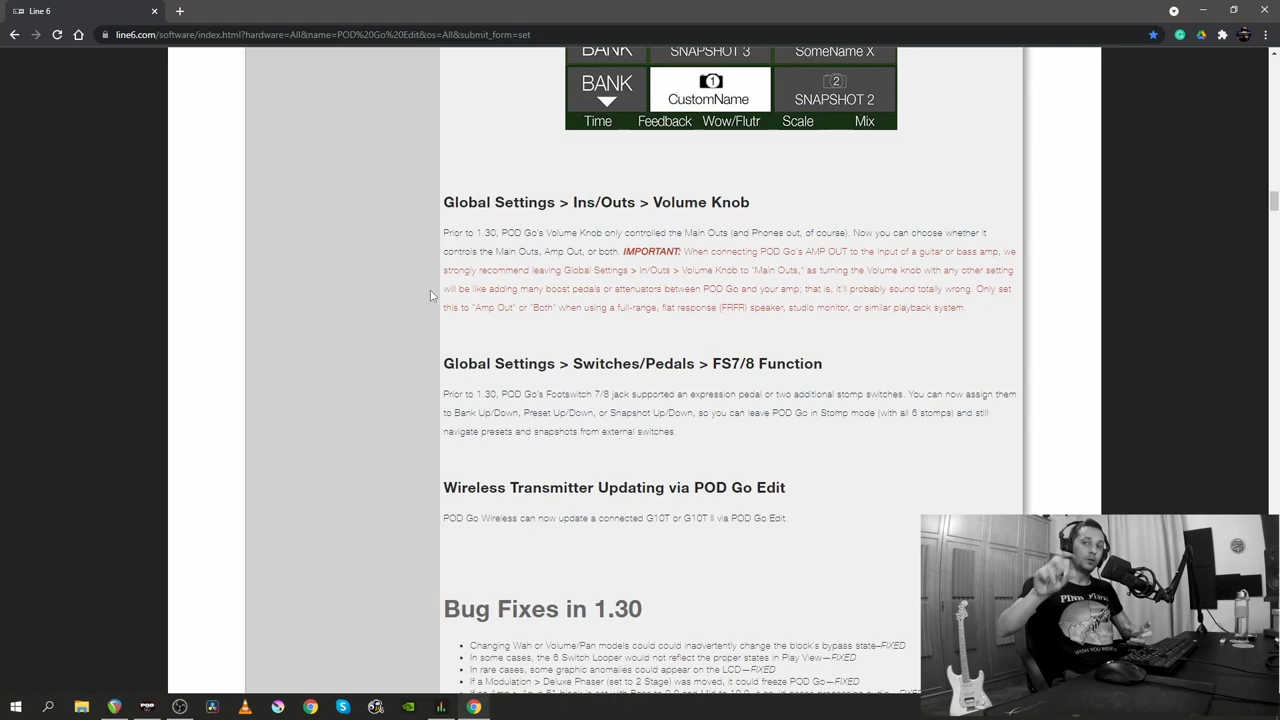 Line 6
line6.com/software/index.html?hardware=All&name=POD%20Go%20Edit&os=All&submit_form=set
BANK SNAPSHOT 3 SomeName X
BANK 1 CustomName 2 SNAPSHOT 2
Time Feedback Wow/Flutr Scale Mix
Global Settings > Ins/Outs > Volume Knob
Prior to 1.30, POD Go's Volume Knob only controlled the Main Outs (and Phones out, of course). Now you can choose whether it
controls the Main Outs, Amp Out, or both. IMPORTANT: When connecting POD Go's AMP OUT to the input of a guitar or bass amp, we
strongly recommend leaving Global Settings > In/Outs > Volume Knob to "Main Outs," as turning the Volume knob with any other setting
will be like adding many boost pedals or attenuators between POD Go and your amp; that is, it'll probably sound totally wrong. Only set
this to "Amp Out" or "Both" when using a full-range, flat response (FRFR) speaker, studio monitor, or similar playback system.
Global Settings > Switches/Pedals > FS7/8 Function
Prior to 1.30, POD Go's Footswitch 7/8 jack supported an expression pedal or two additional stomp switches. You can now assign them
to Bank Up/Down, Preset Up/Down, or Snapshot Up/Down, so you can leave POD Go in Stomp mode (with all 6 stomps) and still
navigate presets and snapshots from external switches.
Wireless Transmitter Updating via POD Go Edit
POD Go Wireless can now update a connected G10T or G10T II via POD Go Edit.
Bug Fixes in 1.30
• Changing Wah or Volume/Pan models could could inadvertently change the block's bypass state–FIXED
• In some cases, the 6 Switch Looper would not reflect the proper states in Play View—FIXED
• In rare cases, some graphic anomalies could appear on the LCD—FIXED
• If a Modulation > Deluxe Phaser (set to 2 Stage) was moved, it could freeze POD Go—FIXED
PINK FLOYD
WISH YOU WERE